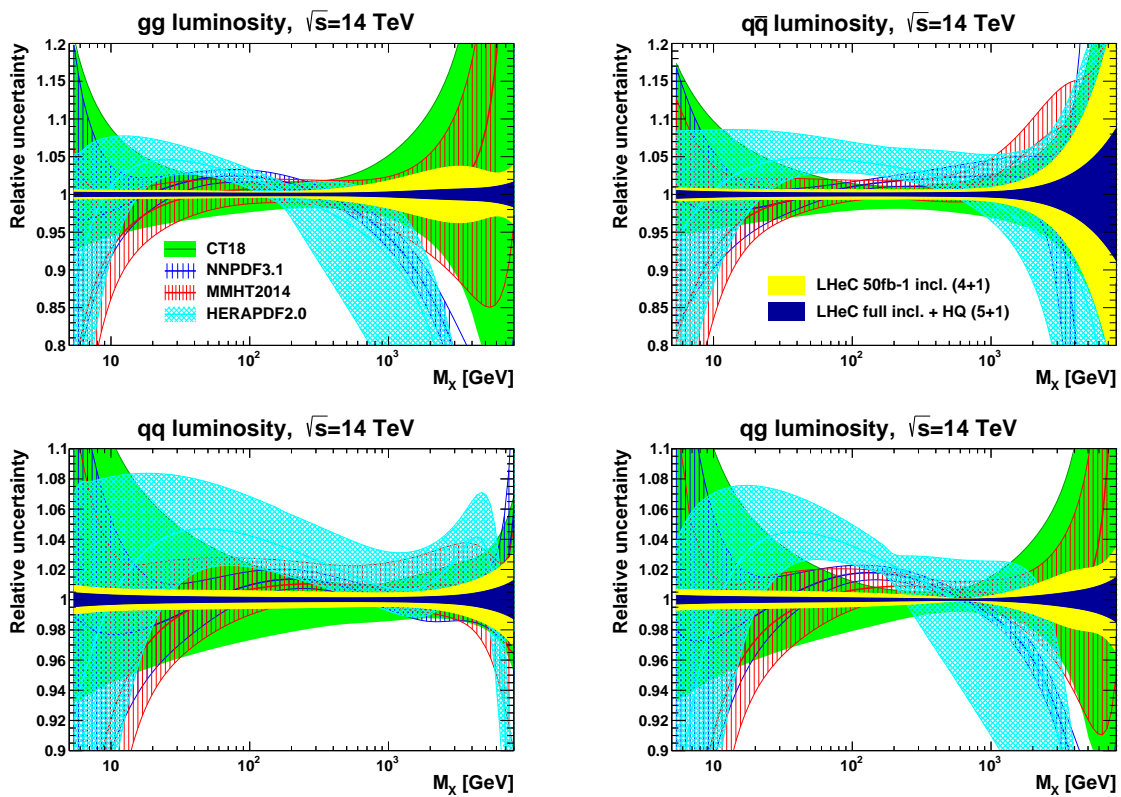 gg luminosity, √s=14 TeV
Relative uncertainty
1.2
1.15
1.1
1.05
1
0.95
0.9
0.85
0.8
CT18
NNPDF3.1
MMHT2014
HERAPDF2.0
10 10² 10³
M_X [GeV]
qq̄ luminosity, √s=14 TeV
Relative uncertainty
1.2
1.15
1.1
1.05
1
0.95
0.9
0.85
0.8
LHeC 50fb-1 incl. (4+1)
LHeC full incl. + HQ (5+1)
10 10² 10³
M_X [GeV]
qq luminosity, √s=14 TeV
Relative uncertainty
1.1
1.08
1.06
1.04
1.02
1
0.98
0.96
0.94
0.92
0.9
10 10² 10³
M_X [GeV]
qg luminosity, √s=14 TeV
Relative uncertainty
1.1
1.08
1.06
1.04
1.02
1
0.98
0.96
0.94
0.92
0.9
10 10² 10³
M_X [GeV]